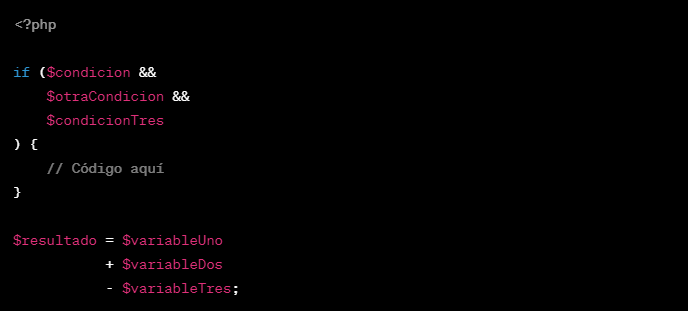 <?php
if ($condicion &&
    $otraCondicion &&
    $condicionTres
) {
    // Código aquí
}
$resultado = $variableUno
           + $variableDos
           - $variableTres;